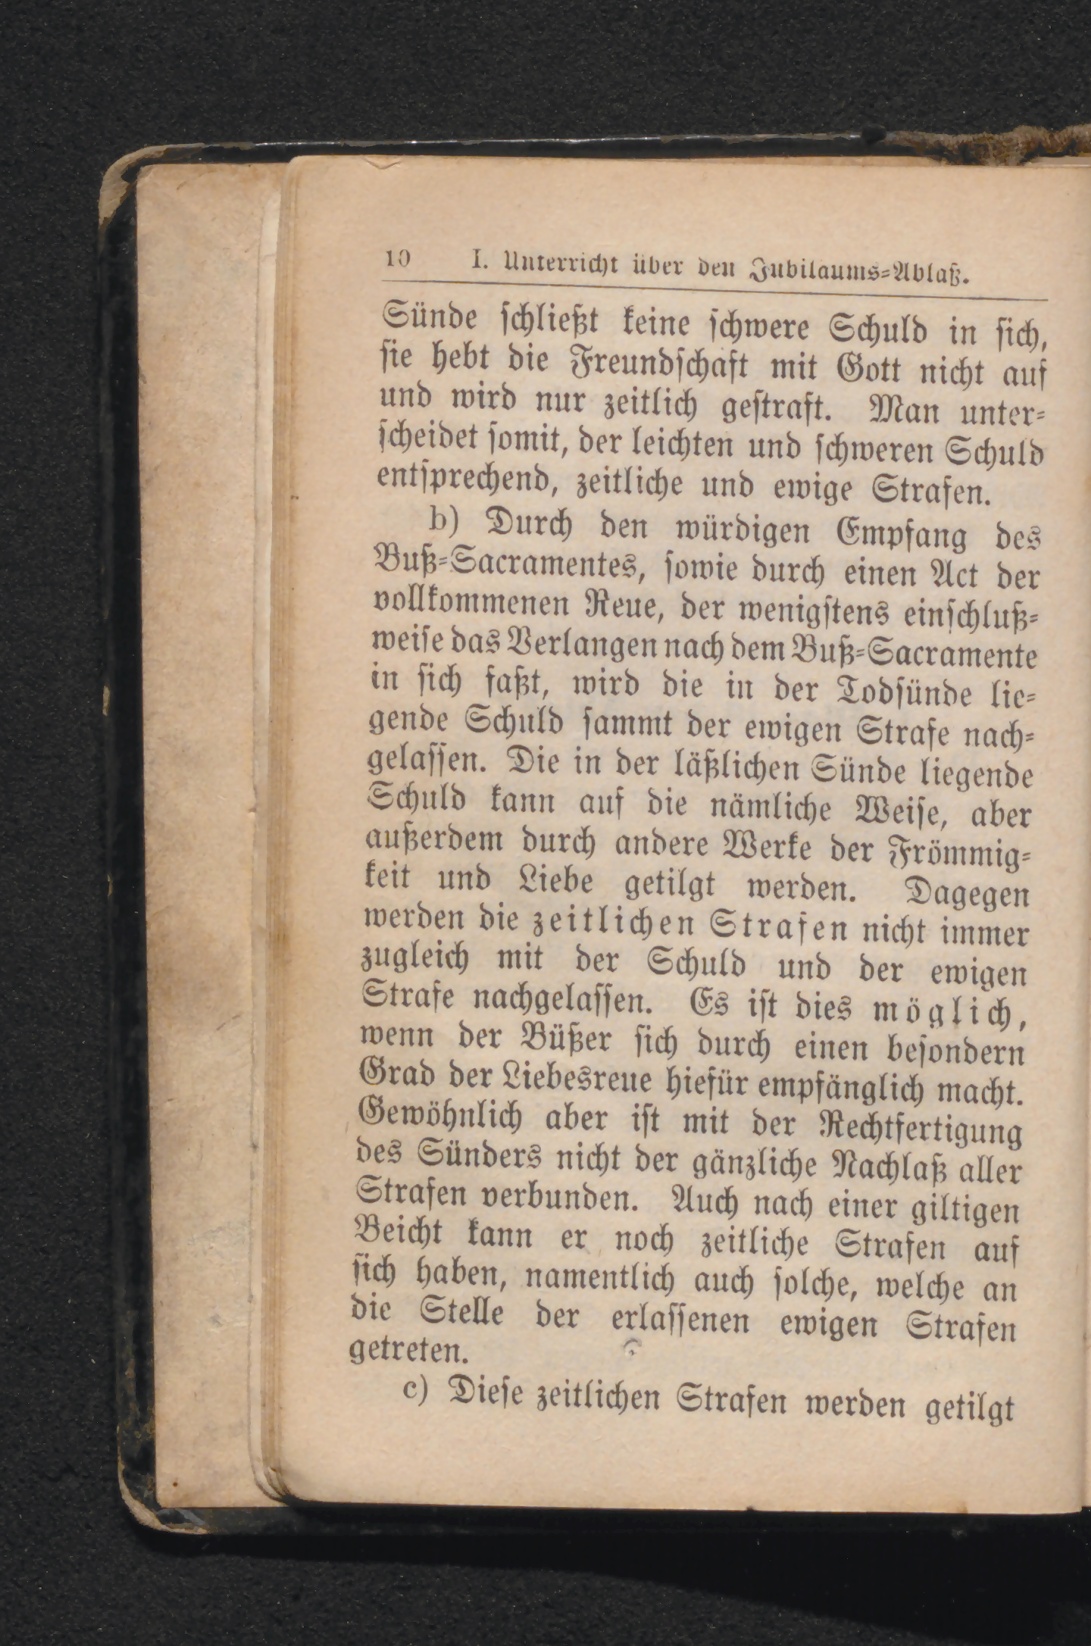 10 I. Unterricht über den Jubiläums-Ablaß.
Sünde schließt keine schwere Schuld in sich,
sie hebt die Freundschaft mit Gott nicht auf
und wird nur zeitlich gestraft. Man unter-
scheidet somit, der leichten und schweren Schuld
entsprechend, zeitliche und ewige Strafen.
b) Durch den würdigen Empfang des
Buß-Sacramentes, sowie durch einen Act der
vollkommenen Reue, der wenigstens einschluß-
weise das Verlangen nach dem Buß-Sacramente
in sich faßt, wird die in der Todsünde lie-
gende Schuld sammt der ewigen Strafe nach-
gelassen. Die in der läßlichen Sünde liegende
Schuld kann auf die nämliche Weise, aber
außerdem durch andere Werke der Frömmig-
keit und Liebe getilgt werden. Dagegen
werden die zeitlichen Strafen nicht immer
zugleich mit der Schuld und der ewigen
Strafe nachgelassen. Es ist dies möglich,
wenn der Büßer sich durch einen besondern
Grad der Liebesreue hiefür empfänglich macht.
Gewöhnlich aber ist mit der Rechtfertigung
des Sünders nicht der gänzliche Nachlaß aller
Strafen verbunden. Auch nach einer giltigen
Beicht kann er noch zeitliche Strafen auf
sich haben, namentlich auch solche, welche an
die Stelle der erlassenen ewigen Strafen
getreten.
c) Diese zeitlichen Strafen werden getilgt